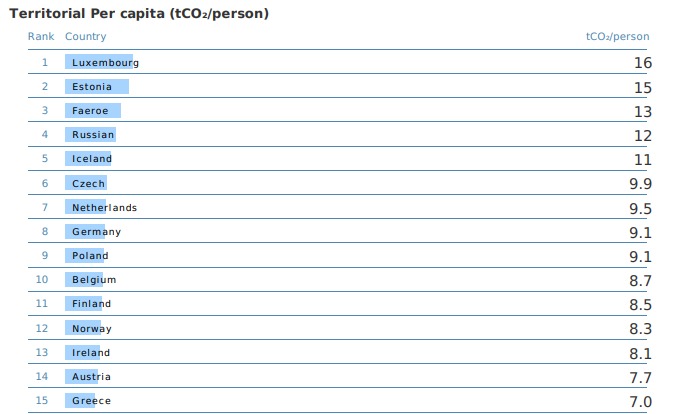 Territorial Per capita (tCO₂/person)
Rank Country tCO₂/person
1 Luxembourg 16
2 Estonia 15
3 Faeroe 13
4 Russian 12
5 Iceland 11
6 Czech 9.9
7 Netherlands 9.5
8 Germany 9.1
9 Poland 9.1
10 Belgium 8.7
11 Finland 8.5
12 Norway 8.3
13 Ireland 8.1
14 Austria 7.7
15 Greece 7.0